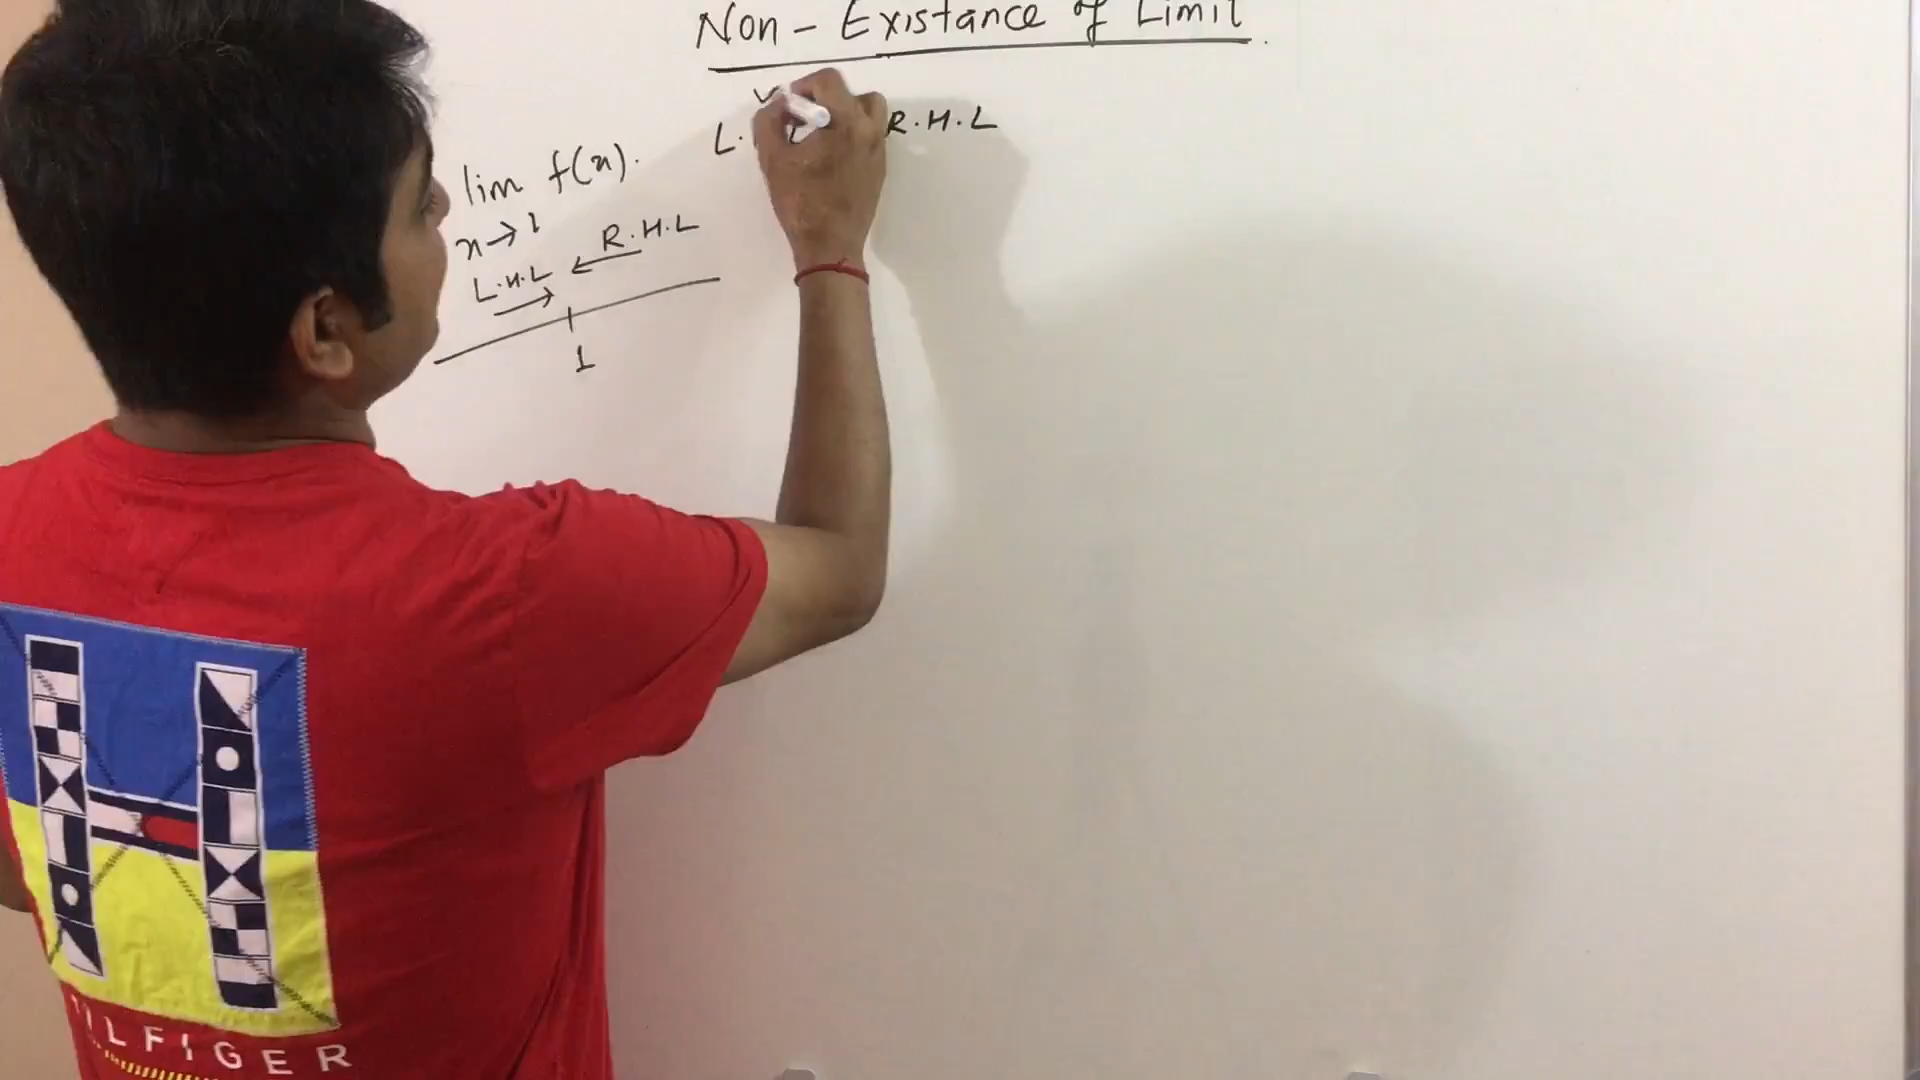 Non - Existance of Limit
L. R.H.L
lim f(x).
x→1
R.H.L
L.H.L
1
ILFIGER